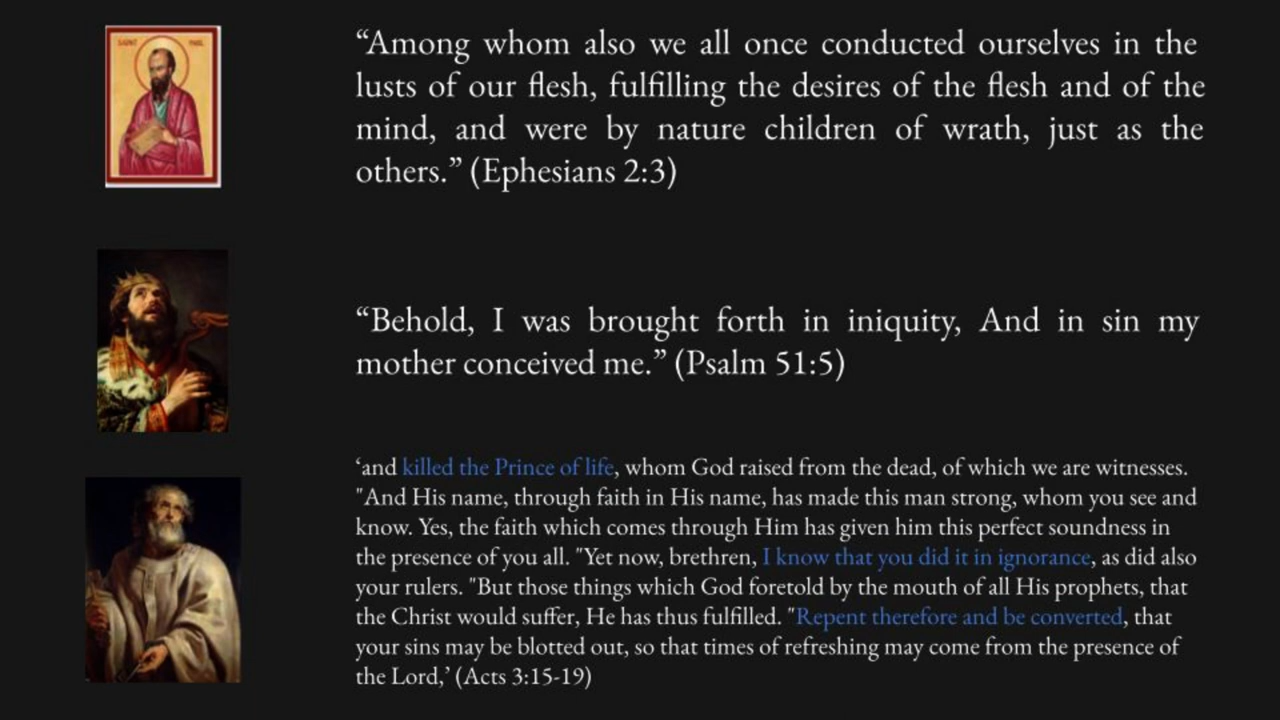 SAINT PAUL
“Among whom also we all once conducted ourselves in the
lusts of our flesh, fulfilling the desires of the flesh and of the
mind, and were by nature children of wrath, just as the
others.” (Ephesians 2:3)
“Behold, I was brought forth in iniquity, And in sin my
mother conceived me.” (Psalm 51:5)
‘and killed the Prince of life, whom God raised from the dead, of which we are witnesses.
"And His name, through faith in His name, has made this man strong, whom you see and
know. Yes, the faith which comes through Him has given him this perfect soundness in
the presence of you all. "Yet now, brethren, I know that you did it in ignorance, as did also
your rulers. "But those things which God foretold by the mouth of all His prophets, that
the Christ would suffer, He has thus fulfilled. "Repent therefore and be converted, that
your sins may be blotted out, so that times of refreshing may come from the presence of
the Lord,’ (Acts 3:15-19)